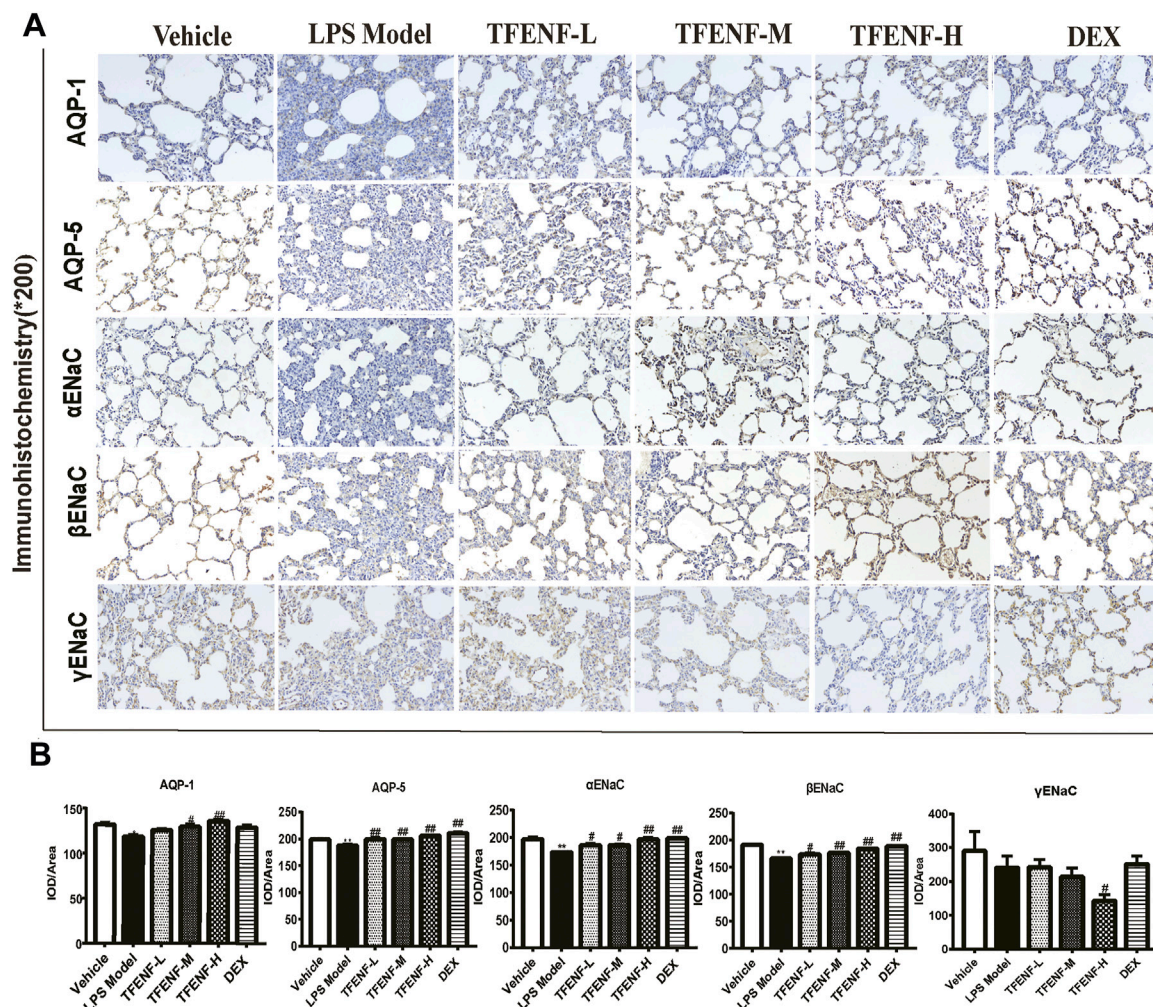 A
Vehicle LPS Model TFENF-L TFENF-M TFENF-H DEX
Immunohistochemistry(*200)
AQP-1
AQP-5
αENaC
βENaC
γENaC
B
AQP-1
IOD/Area
150
100
50
0
*
#
##
Vehicle
LPS Model
TFENF-L
TFENF-M
TFENF-H
DEX
AQP-5
IOD/Area
250
200
150
100
50
0
**
##
##
##
##
Vehicle
LPS Model
TFENF-L
TFENF-M
TFENF-H
DEX
αENaC
IOD/Area
250
200
150
100
50
0
**
#
#
##
##
Vehicle
LPS Model
TFENF-L
TFENF-M
TFENF-H
DEX
βENaC
IOD/Area
250
200
150
100
50
0
**
#
##
##
##
Vehicle
LPS Model
TFENF-L
TFENF-M
TFENF-H
DEX
γENaC
IOD/Area
400
300
200
100
0
#
Vehicle
LPS Model
TFENF-L
TFENF-M
TFENF-H
DEX